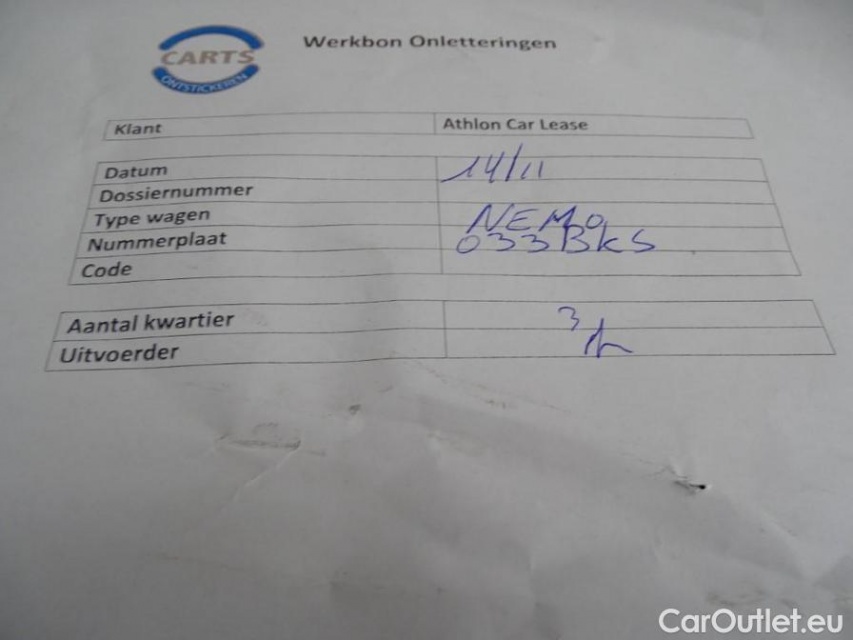 CARTS
ONTSTICKEREN
Werkbon Onletteringen
Klant Athlon Car Lease
Datum 14/11
Dossiernummer
Type wagen NEMO
Nummerplaat 033BKS
Code
Aantal kwartier 3
Uitvoerder
CarOutlet.eu